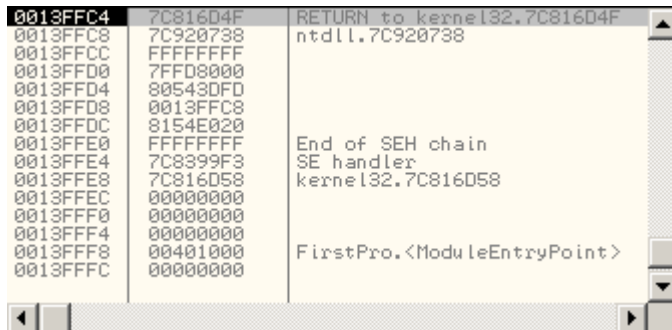 0013FFC4 7C816D4F RETURN to kernel32.7C816D4F
0013FFC8 7C920738 ntdll.7C920738
0013FFCC FFFFFFFF
0013FFD0 7FFD8000
0013FFD4 80543DFD
0013FFD8 0013FFC8
0013FFDC 8154E020
0013FFE0 FFFFFFFF End of SEH chain
0013FFE4 7C8399F3 SE handler
0013FFE8 7C816D58 kernel32.7C816D58
0013FFEC 00000000
0013FFF0 00000000
0013FFF4 00000000
0013FFF8 00401000 FirstPro.<ModuleEntryPoint>
0013FFFC 00000000